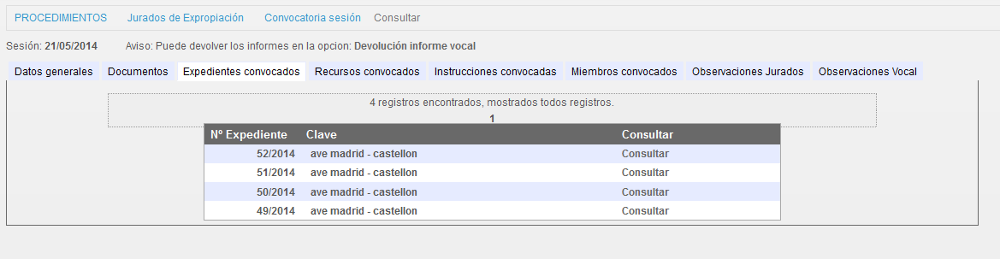 PROCEDIMIENTOS Jurados de Expropiación Convocatoria sesión Consultar
Sesión: 21/05/2014 Aviso: Puede devolver los informes en la opcion: Devolución informe vocal
Datos generales Documentos Expedientes convocados Recursos convocados Instrucciones convocadas Miembros convocados Observaciones Jurados Observaciones Vocal
4 registros encontrados, mostrados todos registros.
1
Nº Expediente Clave Consultar
52/2014 ave madrid - castellon Consultar
51/2014 ave madrid - castellon Consultar
50/2014 ave madrid - castellon Consultar
49/2014 ave madrid - castellon Consultar